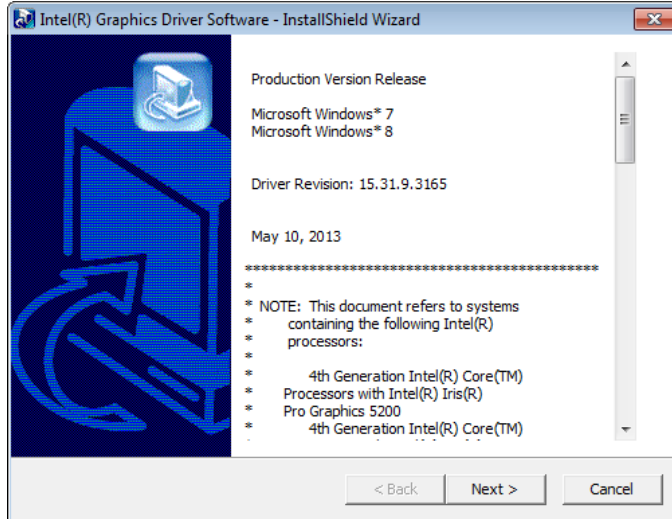 Intel(R) Graphics Driver Software - InstallShield Wizard
Production Version Release
Microsoft Windows* 7
Microsoft Windows* 8
Driver Revision: 15.31.9.3165
May 10, 2013
********************************************
*
* NOTE: This document refers to systems
* containing the following Intel(R)
* processors:
*
* 4th Generation Intel(R) Core(TM)
* Processors with Intel(R) Iris(R)
* Pro Graphics 5200
* 4th Generation Intel(R) Core(TM)
< Back
Next >
Cancel